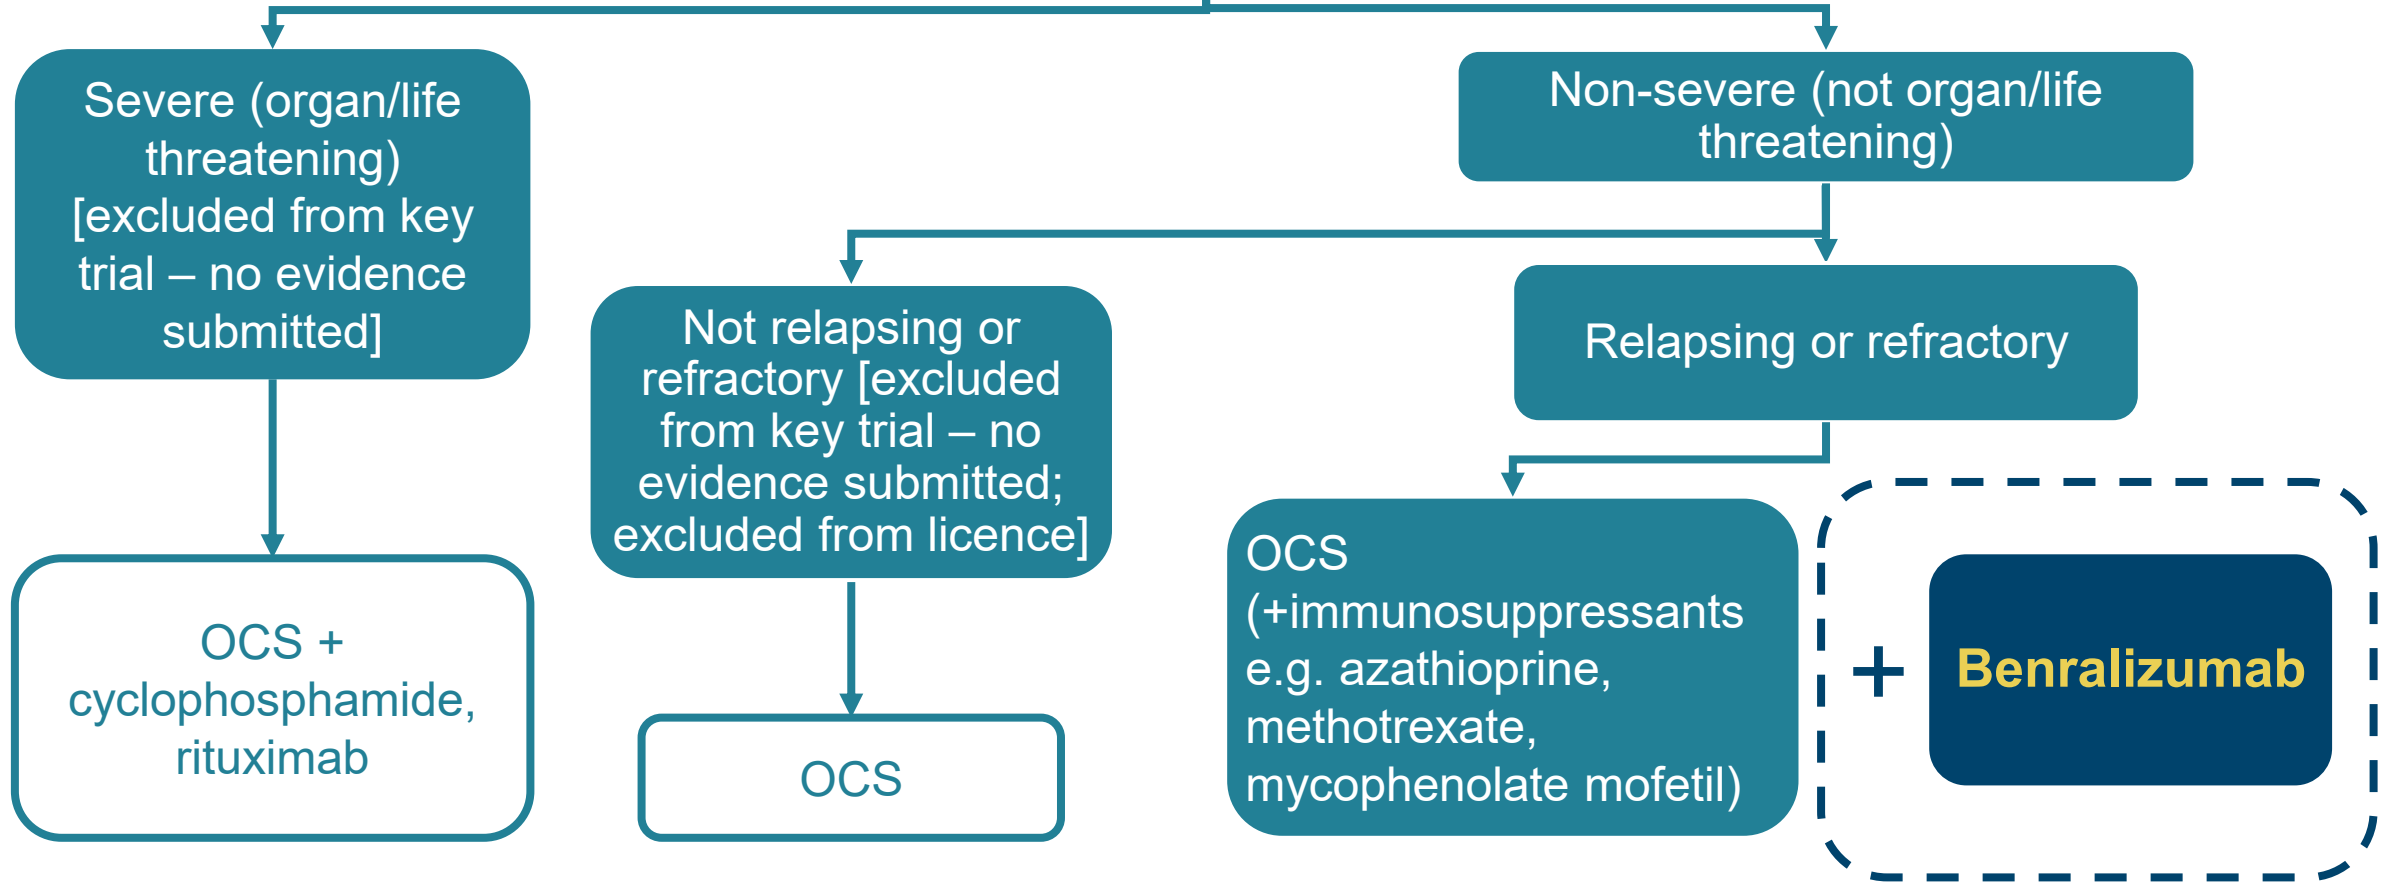 Severe (organ/life
threatening)
[excluded from key
trial – no evidence
submitted]
Non-severe (not organ/life
threatening)
Not relapsing or
refractory [excluded
from key trial – no
evidence submitted;
excluded from licence]
Relapsing or refractory
OCS +
cyclophosphamide,
rituximab
OCS
OCS
(+immunosuppressants
e.g. azathioprine,
methotrexate,
mycophenolate mofetil)
+
Benralizumab